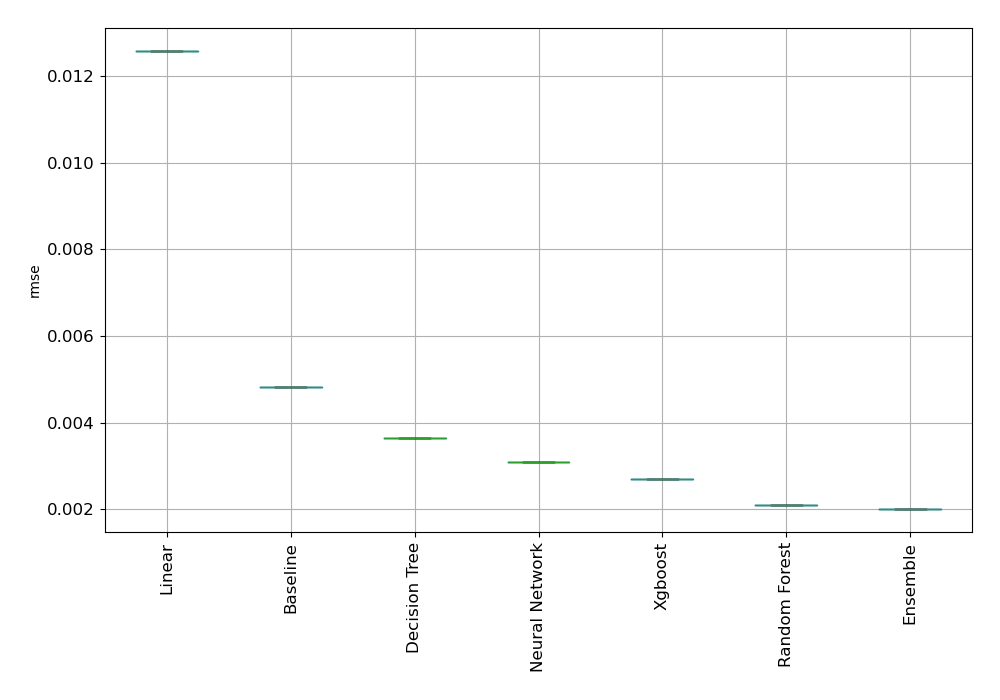 0.012
0.010
0.008
0.006
0.004
0.002
rmse
Linear
Baseline
Decision Tree
Neural Network
Xgboost
Random Forest
Ensemble